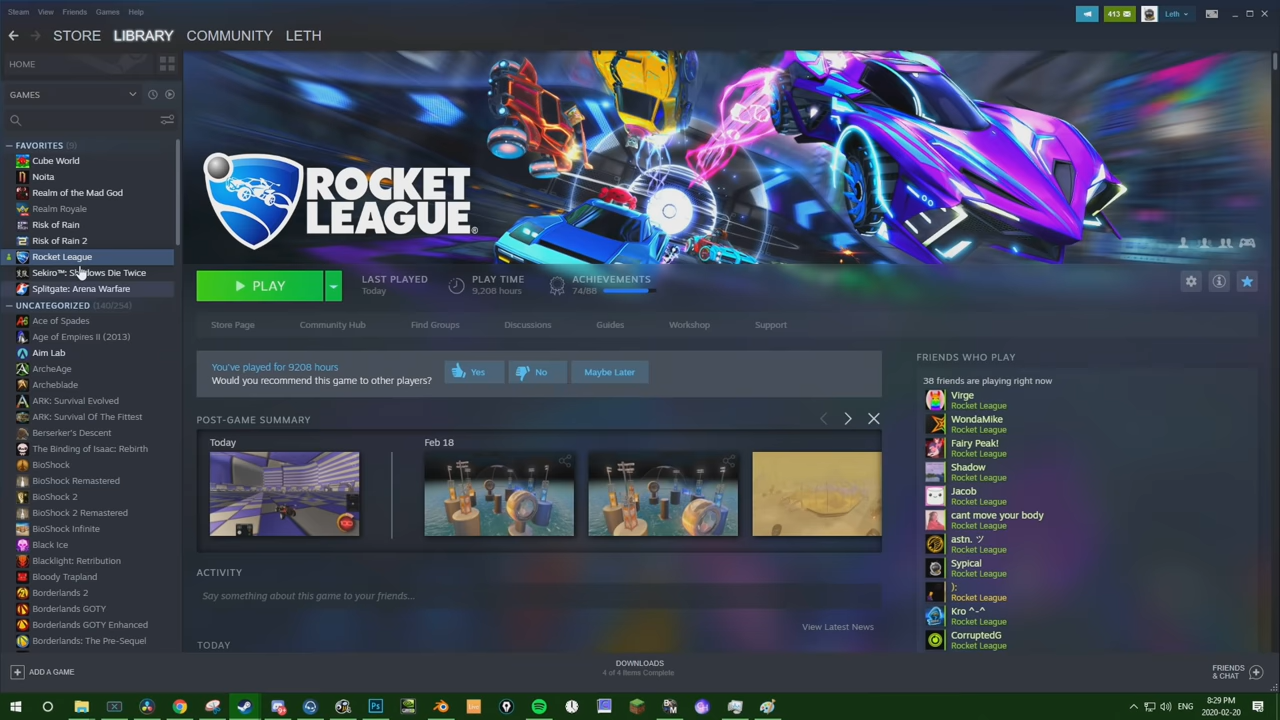 Steam View Friends Games Help
413 Leth
STORE LIBRARY COMMUNITY LETH
HOME
GAMES
FAVORITES (9)
Cube World
Noita
Realm of the Mad God
Realm Royale
Risk of Rain
Risk of Rain 2
Rocket League
Sekiro™: Shadows Die Twice
Splitgate: Arena Warfare
UNCATEGORIZED (140/254)
Ace of Spades
Age of Empires II (2013)
Aim Lab
ArcheAge
Archeblade
ARK: Survival Evolved
ARK: Survival Of The Fittest
Berserker's Descent
The Binding of Isaac: Rebirth
BioShock
BioShock Remastered
BioShock 2
BioShock 2 Remastered
BioShock Infinite
Black Ice
Blacklight: Retribution
Bloody Trapland
Borderlands 2
Borderlands GOTY
Borderlands GOTY Enhanced
Borderlands: The Pre-Sequel
ROCKET
LEAGUE®
PLAY
LAST PLAYED
Today
PLAY TIME
9,208 hours
ACHIEVEMENTS
74/88
Store Page Community Hub Find Groups Discussions Guides Workshop Support
You've played for 9208 hours
Would you recommend this game to other players?
Yes No Maybe Later
POST-GAME SUMMARY
Today Feb 18
ACTIVITY
Say something about this game to your friends...
View Latest News
TODAY
FRIENDS WHO PLAY
38 friends are playing right now
Virge
Rocket League
WondaMike
Rocket League
Fairy Peak!
Rocket League
Shadow
Rocket League
Jacob
Rocket League
cant move your body
Rocket League
astn. ツ
Rocket League
Sypical
Rocket League
):
Rocket League
Kro ^-^
Rocket League
CorruptedG
Rocket League
ADD A GAME
DOWNLOADS
4 of 4 Items Complete
FRIENDS
& CHAT
Ps
BM
ENG
8:29 PM
2020-02-20